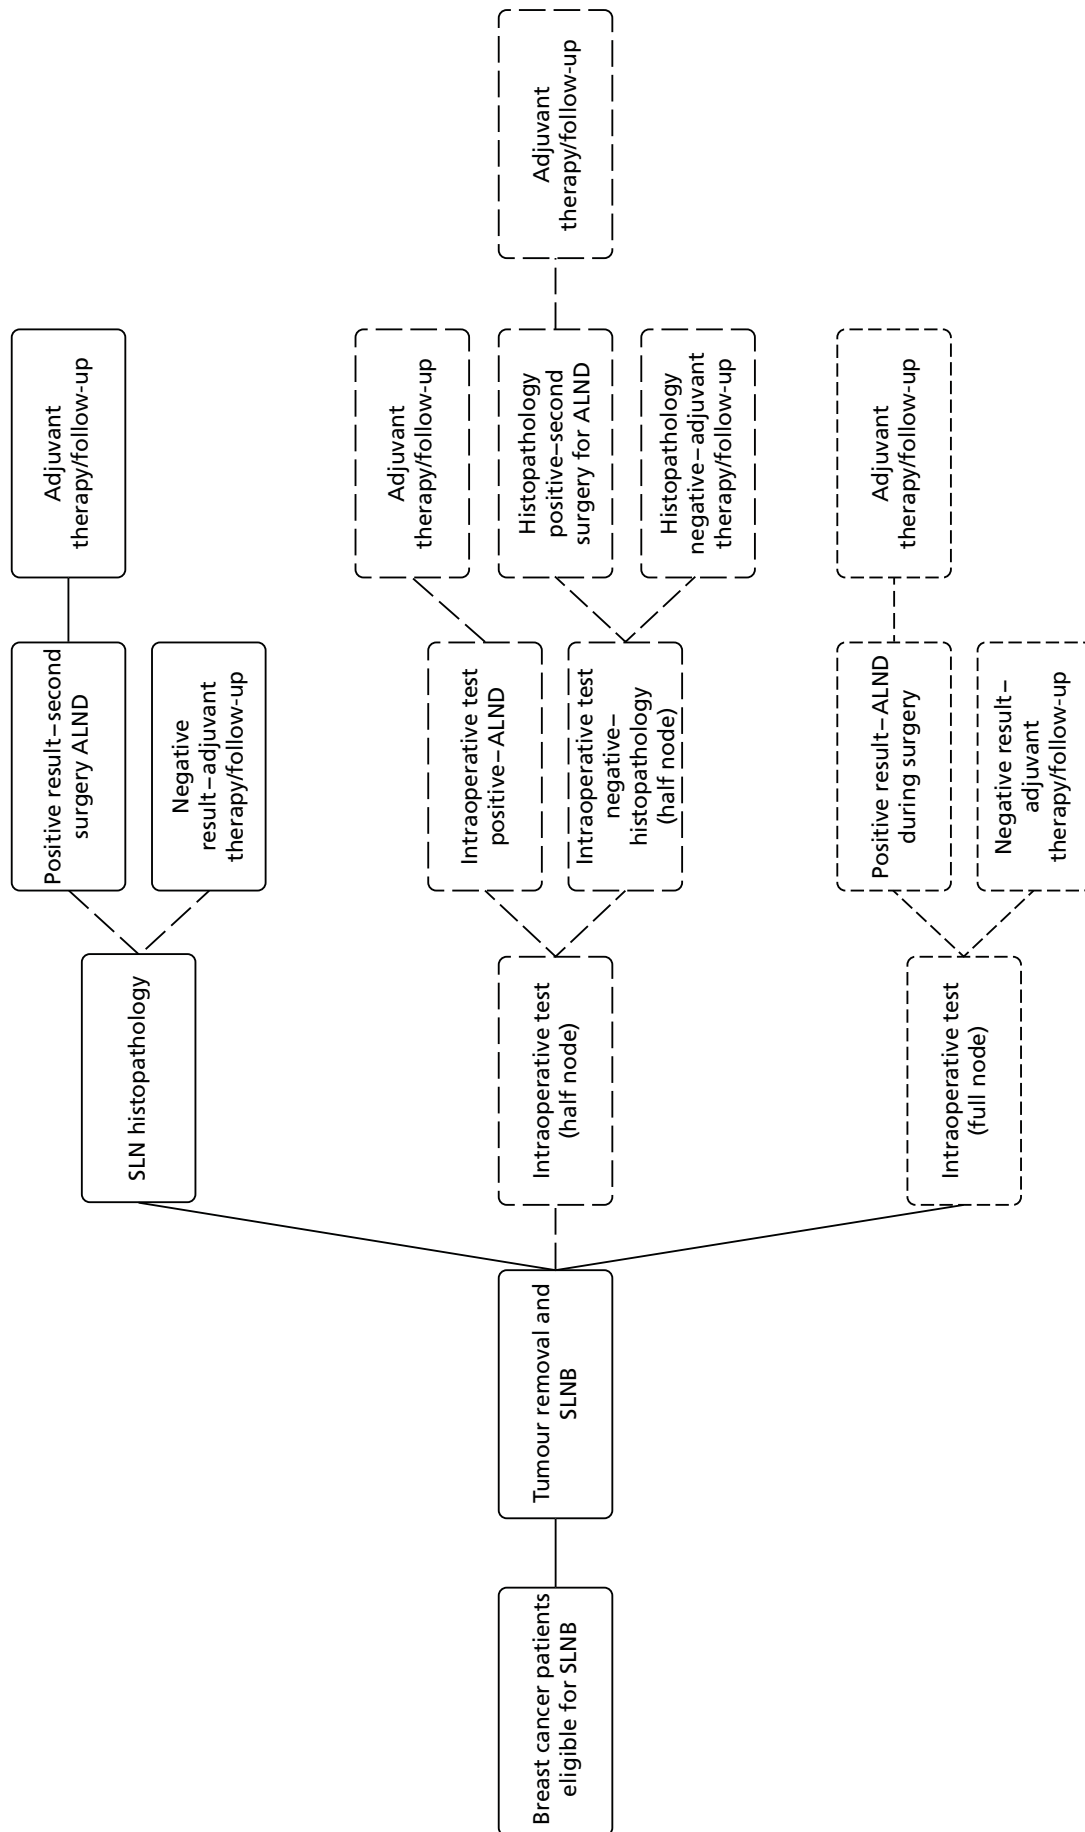 Breast cancer patients
eligible for SLNB
Tumour removal and
SLNB
SLN histopathology
Positive result–second
surgery ALND
Adjuvant
therapy/follow-up
Negative
result–adjuvant
therapy/follow-up
Intraoperative test
(half node)
Intraoperative test
positive–ALND
Adjuvant
therapy/follow-up
Intraoperative test
negative–
histopathology
(half node)
Histopathology
positive–second
surgery for ALND
Adjuvant
therapy/follow-up
Histopathology
negative–adjuvant
therapy/follow-up
Intraoperative test
(full node)
Positive result–ALND
during surgery
Adjuvant
therapy/follow-up
Negative result–
adjuvant
therapy/follow-up